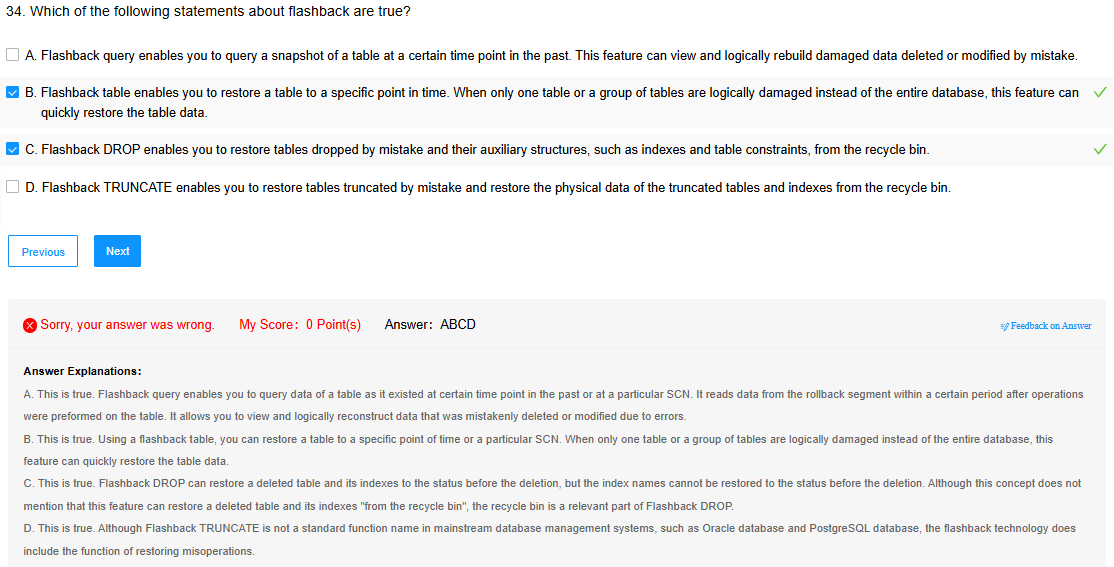 34. Which of the following statements about flashback are true?
A. Flashback query enables you to query a snapshot of a table at a certain time point in the past. This feature can view and logically rebuild damaged data deleted or modified by mistake.
B. Flashback table enables you to restore a table to a specific point in time. When only one table or a group of tables are logically damaged instead of the entire database, this feature can
quickly restore the table data.
C. Flashback DROP enables you to restore tables dropped by mistake and their auxiliary structures, such as indexes and table constraints, from the recycle bin.
D. Flashback TRUNCATE enables you to restore tables truncated by mistake and restore the physical data of the truncated tables and indexes from the recycle bin.
Previous Next
Sorry, your answer was wrong. My Score: 0 Point(s) Answer: ABCD Feedback on Answer
Answer Explanations:
A. This is true. Flashback query enables you to query data of a table as it existed at certain time point in the past or at a particular SCN. It reads data from the rollback segment within a certain period after operations
were preformed on the table. It allows you to view and logically reconstruct data that was mistakenly deleted or modified due to errors.
B. This is true. Using a flashback table, you can restore a table to a specific point of time or a particular SCN. When only one table or a group of tables are logically damaged instead of the entire database, this
feature can quickly restore the table data.
C. This is true. Flashback DROP can restore a deleted table and its indexes to the status before the deletion, but the index names cannot be restored to the status before the deletion. Although this concept does not
mention that this feature can restore a deleted table and its indexes "from the recycle bin", the recycle bin is a relevant part of Flashback DROP.
D. This is true. Although Flashback TRUNCATE is not a standard function name in mainstream database management systems, such as Oracle database and PostgreSQL database, the flashback technology does
include the function of restoring misoperations.